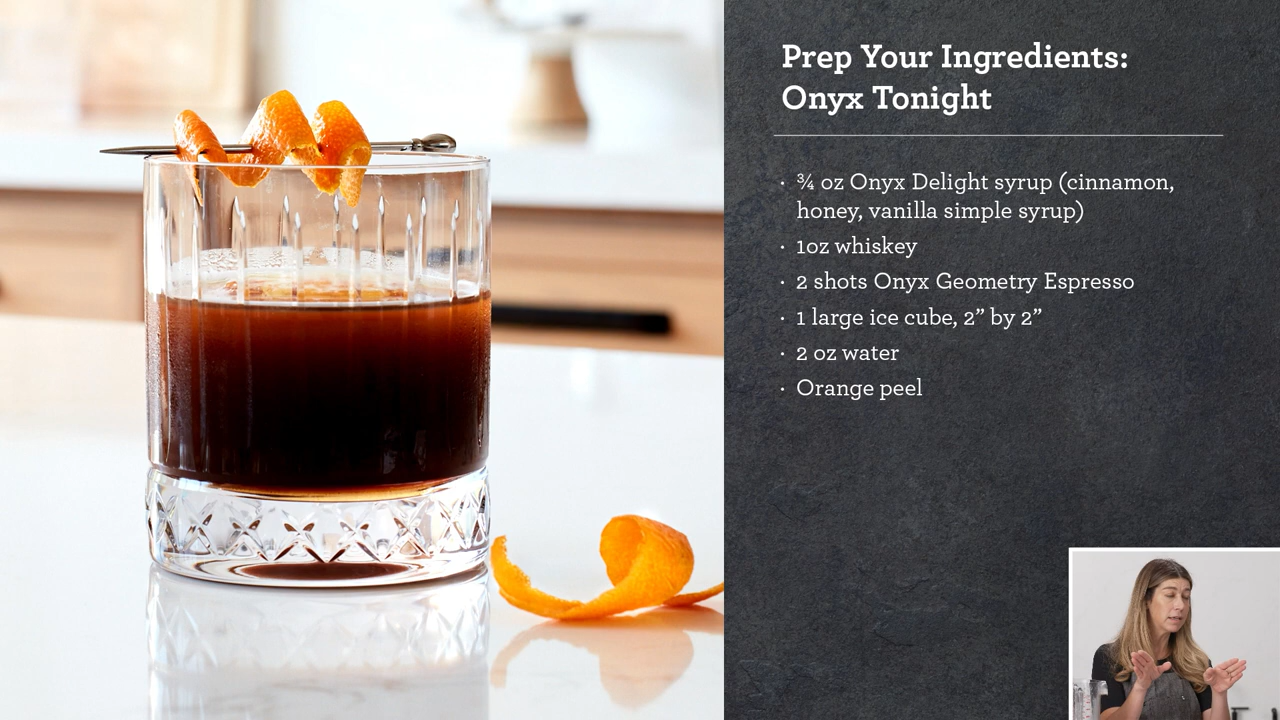 Prep Your Ingredients:
Onyx Tonight
· ¾ oz Onyx Delight syrup (cinnamon,
honey, vanilla simple syrup)
· 1oz whiskey
· 2 shots Onyx Geometry Espresso
· 1 large ice cube, 2” by 2”
· 2 oz water
· Orange peel